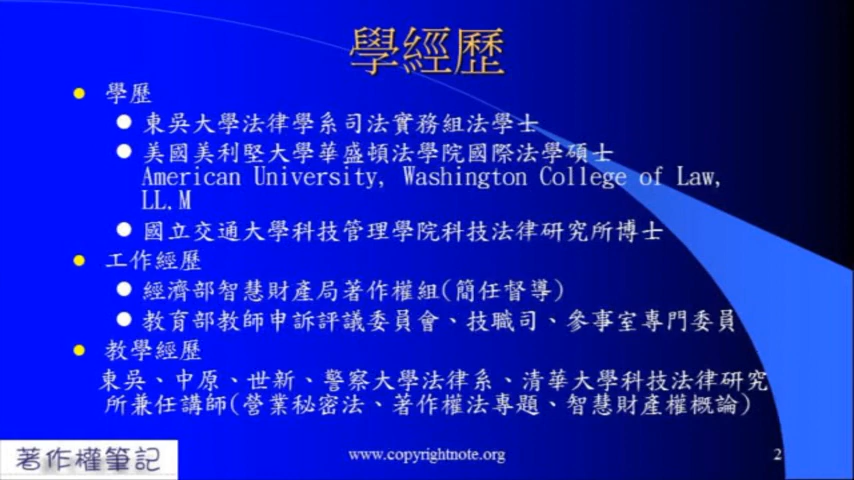 學經歷
學歷
東吳大學法律學系司法實務組法學士
美國美利堅大學華盛頓法學院國際法學碩士
American University, Washington College of Law,
LL.M
國立交通大學科技管理學院科技法律研究所博士
工作經歷
經濟部智慧財產局著作權組(簡任督導)
教育部教師申訴評議委員會、技職司、參事室專門委員
教學經歷
東吳、中原、世新、警察大學法律系、清華大學科技法律研究
所兼任講師(營業秘密法、著作權法專題、智慧財產權概論)
著作權筆記
www.copyrightnote.org
2